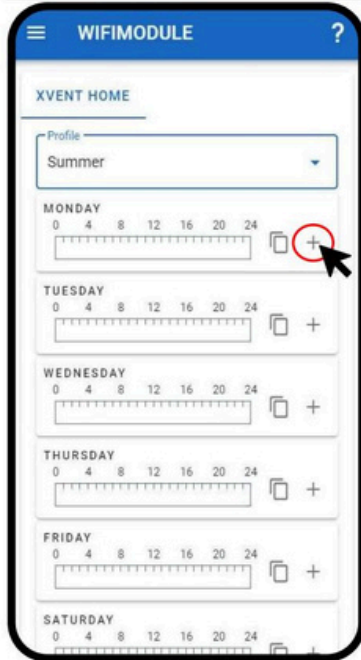 WIFIMODULE ?
XVENT HOME
Profile
Summer
MONDAY
0 4 8 12 16 20 24
TUESDAY
0 4 8 12 16 20 24
WEDNESDAY
0 4 8 12 16 20 24
THURSDAY
0 4 8 12 16 20 24
FRIDAY
0 4 8 12 16 20 24
SATURDAY
0 4 8 12 16 20 24